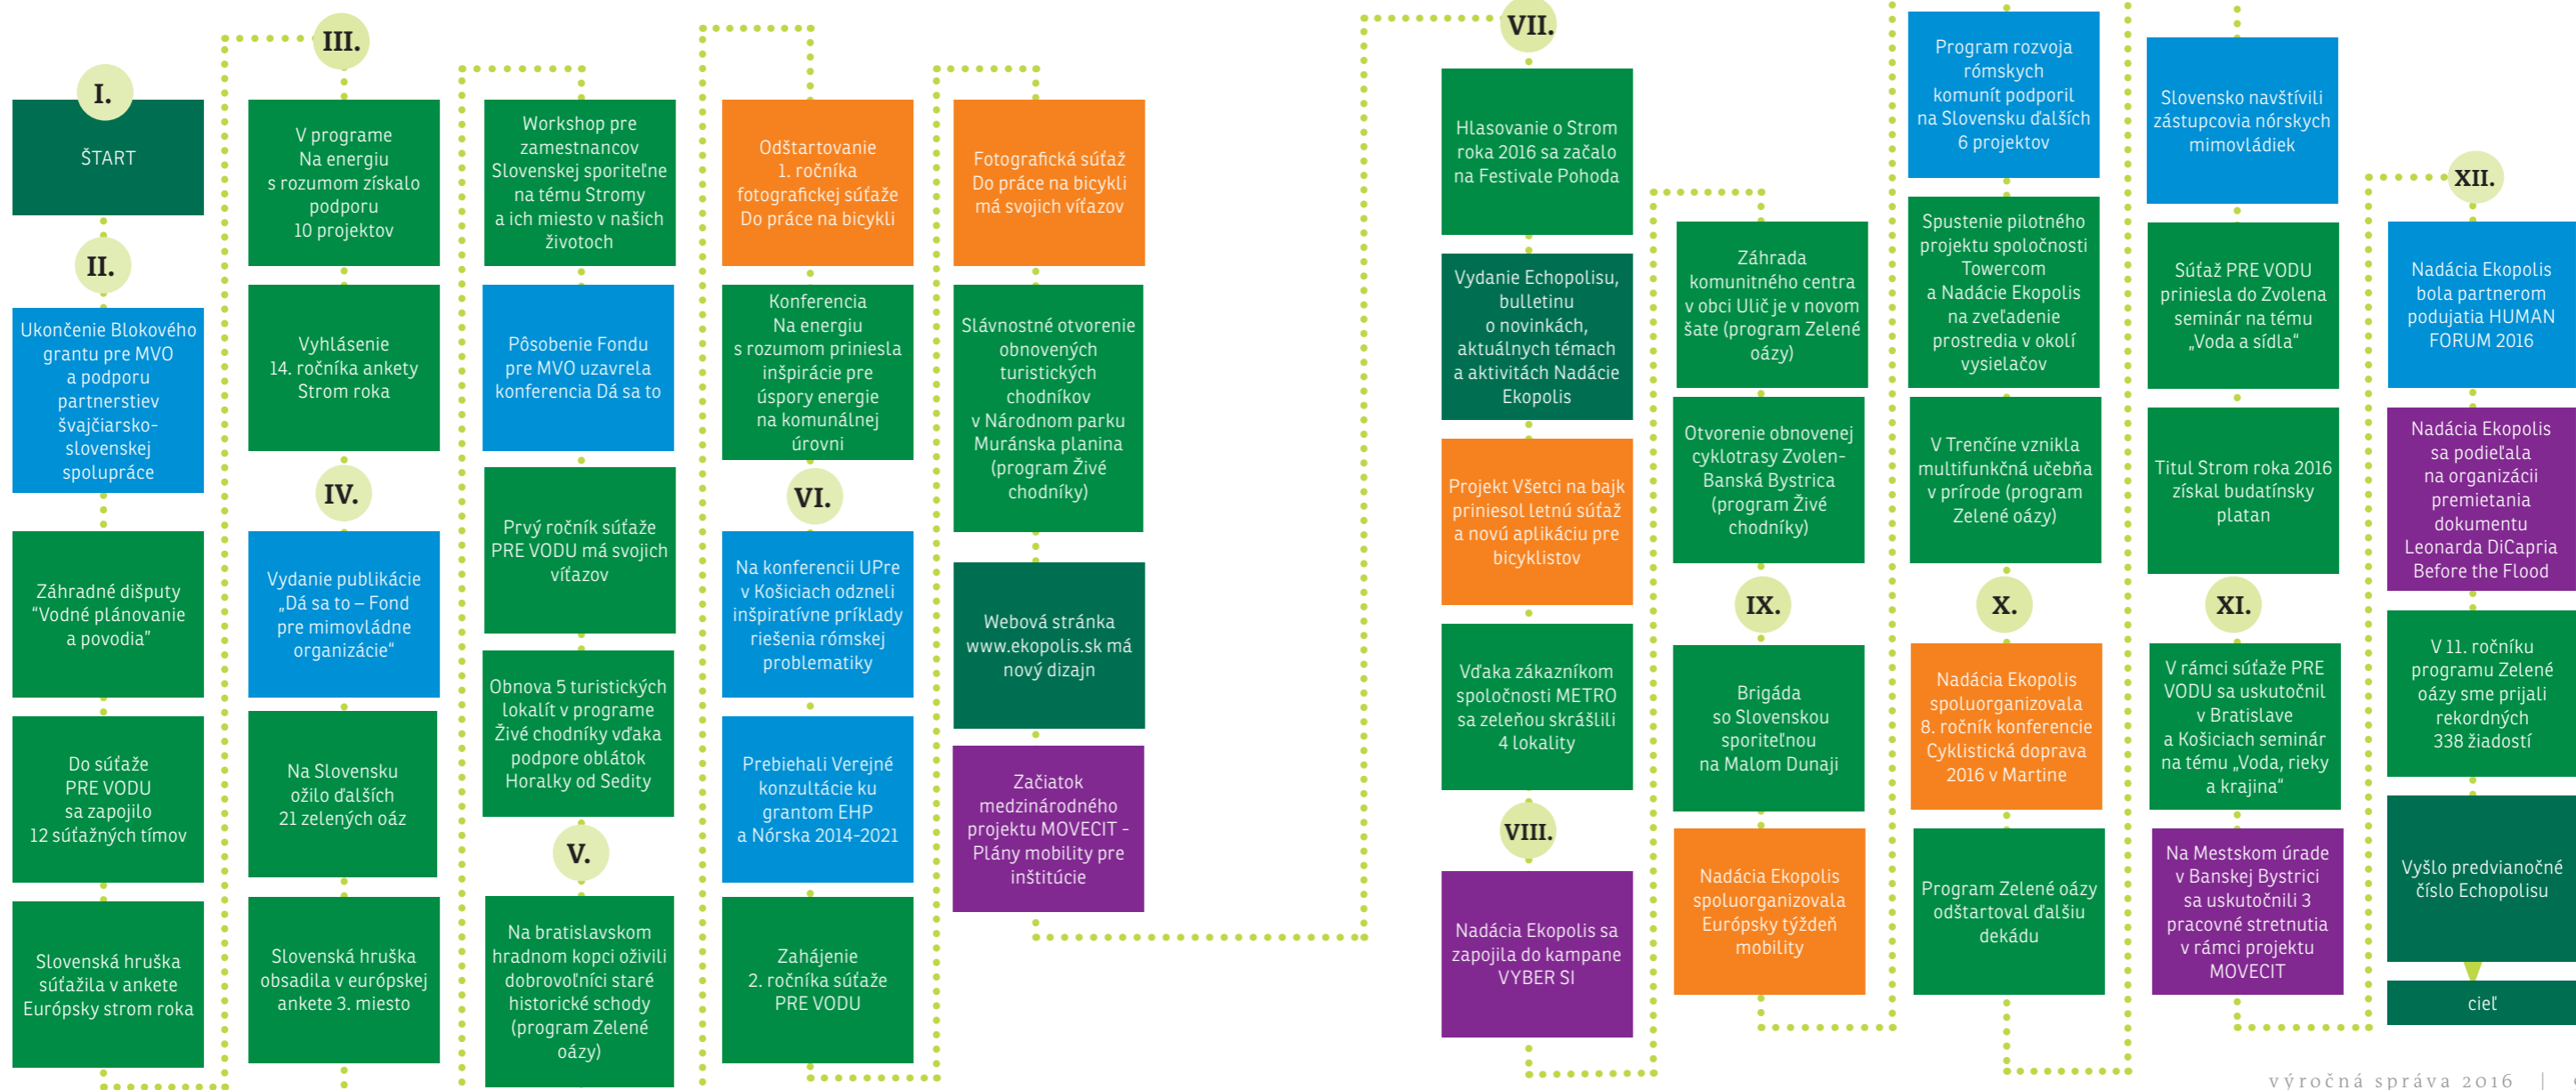 I.
ŠTART
II.
Ukončenie Blokového
grantu pre MVO
a podporu
partnerstiev
švajčiarsko-
slovenskej
spolupráce
Záhradné dišputy
“Vodné plánovanie
a povodia”
Do súťaže
PRE VODU
sa zapojilo
12 súťažných tímov
Slovenská hruška
súťažila v ankete
Európsky strom roka
III.
V programe
Na energiu
s rozumom získalo
podporu
10 projektov
Vyhlásenie
14. ročníka ankety
Strom roka
IV.
Vydanie publikácie
„Dá sa to – Fond
pre mimovládne
organizácie“
Na Slovensku
ožilo ďalších
21 zelených oáz
Slovenská hruška
obsadila v európskej
ankete 3. miesto
Workshop pre
zamestnancov
Slovenskej sporiteľne
na tému Stromy
a ich miesto v našich
životoch
Pôsobenie Fondu
pre MVO uzavrela
konferencia Dá sa to
Prvý ročník súťaže
PRE VODU má svojich
víťazov
Obnova 5 turistických
lokalít v programe
Živé chodníky vďaka
podpore oblátok
Horalky od Sedity
V.
Na bratislavskom
hradnom kopci oživili
dobrovoľníci staré
historické schody
(program Zelené
oázy)
Odštartovanie
1. ročníka
fotografickej súťaže
Do práce na bicykli
Konferencia
Na energiu
s rozumom priniesla
inšpirácie pre
úspory energie
na komunálnej
úrovni
VI.
Na konferencii UPre
v Košiciach odzneli
inšpiratívne príklady
riešenia rómskej
problematiky
Prebiehali Verejné
konzultácie ku
grantom EHP
a Nórska 2014-2021
Zahájenie
2. ročníka súťaže
PRE VODU
Fotografická súťaž
Do práce na bicykli
má svojich víťazov
Slávnostné otvorenie
obnovených
turistických
chodníkov
v Národnom parku
Muránska planina
(program Živé
chodníky)
Webová stránka
www.ekopolis.sk má
nový dizajn
Začiatok
medzinárodného
projektu MOVECIT -
Plány mobility pre
inštitúcie
VII.
Hlasovanie o Strom
roka 2016 sa začalo
na Festivale Pohoda
Vydanie Echopolisu,
bulletinu
o novinkách,
aktuálnych témach
a aktivitách Nadácie
Ekopolis
Projekt Všetci na bajk
priniesol letnú súťaž
a novú aplikáciu pre
bicyklistov
Vďaka zákazníkom
spoločnosti METRO
sa zeleňou skrášlili
4 lokality
VIII.
Nadácia Ekopolis sa
zapojila do kampane
VYBER SI
Záhrada
komunitného centra
v obci Ulič je v novom
šate (program Zelené
oázy)
Otvorenie obnovenej
cyklotrasy Zvolen-
Banská Bystrica
(program Živé
chodníky)
IX.
Brigáda
so Slovenskou
sporiteľnou
na Malom Dunaji
Nadácia Ekopolis
spoluorganizovala
Európsky týždeň
mobility
Program rozvoja
rómskych
komunít podporil
na Slovensku ďalších
6 projektov
Spustenie pilotného
projektu spoločnosti
Towercom
a Nadácie Ekopolis
na zveľadenie
prostredia v okolí
vysielačov
V Trenčíne vznikla
multifunkčná učebňa
v prírode (program
Zelené oázy)
X.
Nadácia Ekopolis
spoluorganizovala
8. ročník konferencie
Cyklistická doprava
2016 v Martine
Program Zelené oázy
odštartoval ďalšiu
dekádu
Slovensko navštívili
zástupcovia nórskych
mimovládiek
Súťaž PRE VODU
priniesla do Zvolena
seminár na tému
„Voda a sídla“
Titul Strom roka 2016
získal budatínsky
platan
XI.
V rámci súťaže PRE
VODU sa uskutočnil
v Bratislave
a Košiciach seminár
na tému „Voda, rieky
a krajina“
Na Mestskom úrade
v Banskej Bystrici
sa uskutočnili 3
pracovné stretnutia
v rámci projektu
MOVECIT
XII.
Nadácia Ekopolis
bola partnerom
podujatia HUMAN
FORUM 2016
Nadácia Ekopolis
sa podieľala
na organizácii
premietania
dokumentu
Leonarda DiCapria
Before the Flood
V 11. ročníku
programu Zelené
oázy sme prijali
rekordných
338 žiadostí
Vyšlo predvianočné
číslo Echopolisu
cieľ
výročná správa 2016 |